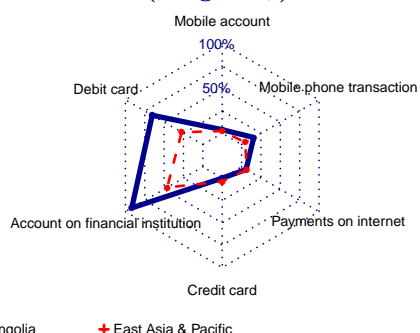 Mobile account
100%
Debit card
50%
Mobile phone transaction
Account on financial institution
Payments on internet
Credit card
ngolia
East Asia & Pacific